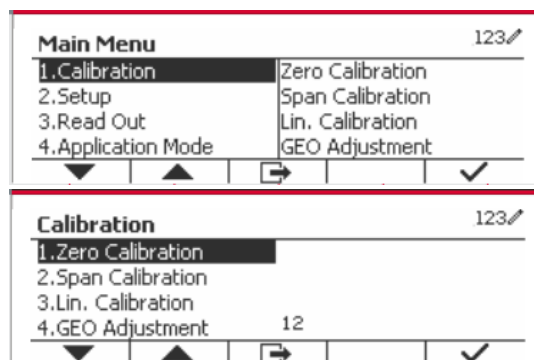 Main Menu 123
1.Calibration Zero Calibration
2.Setup Span Calibration
3.Read Out Lin. Calibration
4.Application Mode GEO Adjustment
Calibration 123
1.Zero Calibration
2.Span Calibration
3.Lin. Calibration
4.GEO Adjustment 12